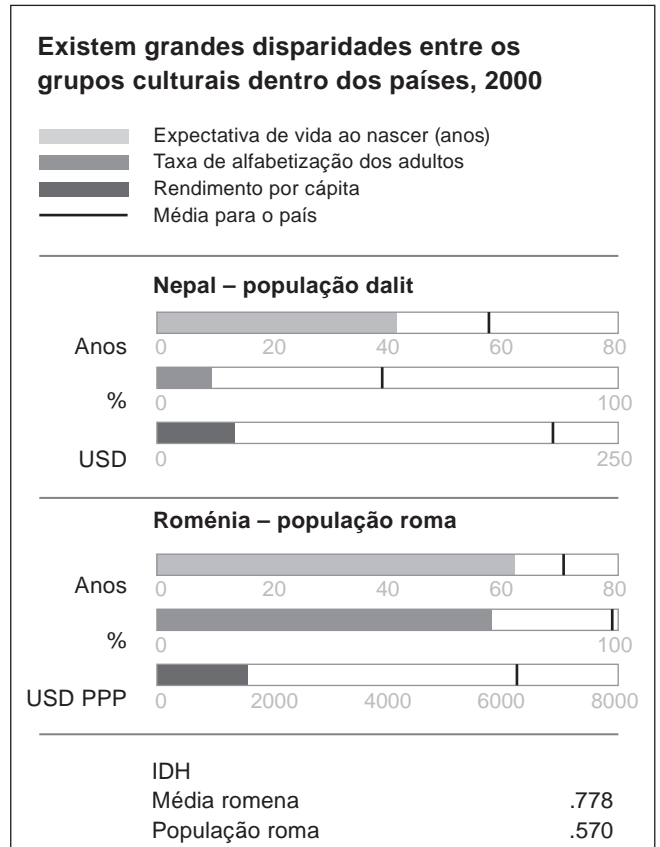 Existem grandes disparidades entre os
grupos culturais dentro dos países, 2000
Expectativa de vida ao nascer (anos)
Taxa de alfabetização dos adultos
Rendimento por cápita
Média para o país
Nepal – população dalit
Anos 0 20 40 60 80
% 0 100
USD 0 250
Roménia – população roma
Anos 0 20 40 60 80
% 0 100
USD PPP 0 2000 4000 6000 8000
IDH
Média romena .778
População roma .570